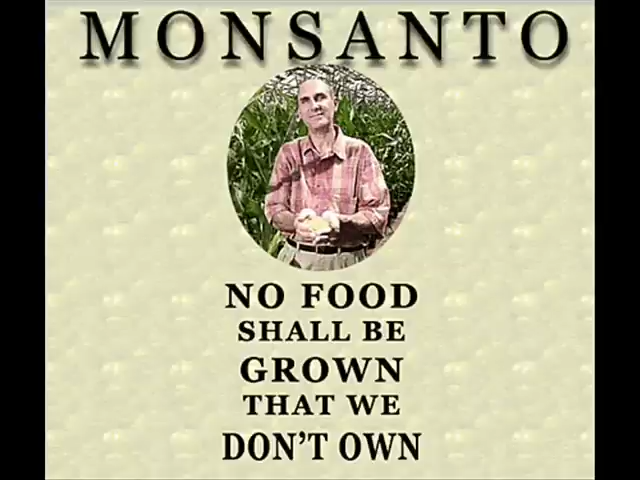 MONSANTO
NO FOOD
SHALL BE
GROWN
THAT WE
DON'T OWN